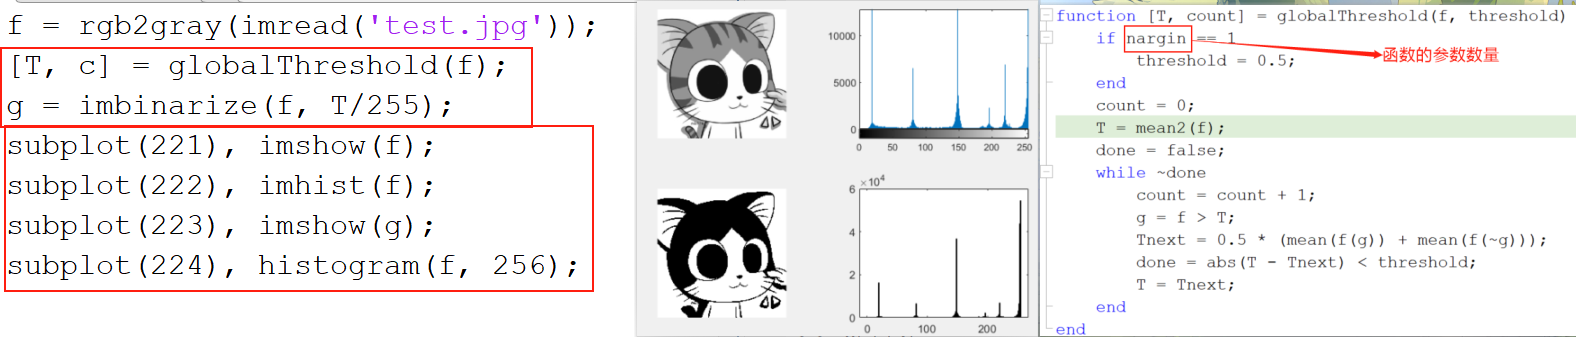 f = rgb2gray(imread('test.jpg'));
[T, c] = globalThreshold(f);
g = imbinarize(f, T/255);
subplot(221), imshow(f);
subplot(222), imhist(f);
subplot(223), imshow(g);
subplot(224), histogram(f, 256);
10000
5000
0
0 50 100 150 200 250
×10⁴
6
4
2
0
0 100 200
function [T, count] = globalThreshold(f, threshold)
if nargin == 1
函数的参数数量
threshold = 0.5;
end
count = 0;
T = mean2(f);
done = false;
while ~done
count = count + 1;
g = f > T;
Tnext = 0.5 * (mean(f(g)) + mean(f(~g)));
done = abs(T - Tnext) < threshold;
T = Tnext;
end
end